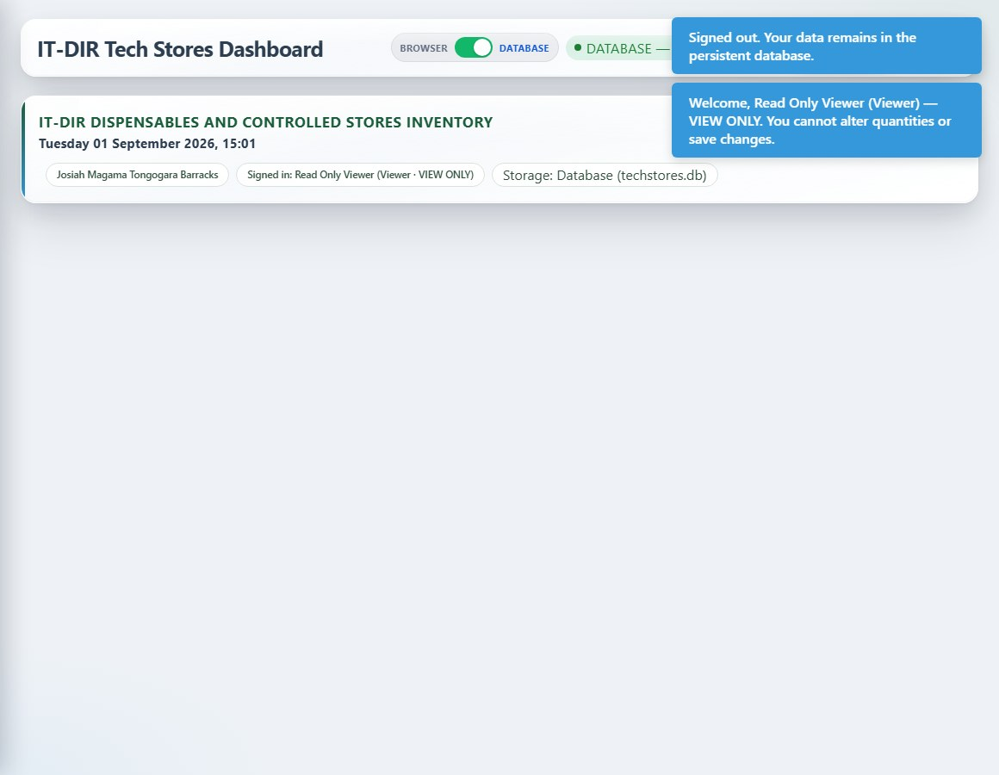 IT-DIR Tech Stores Dashboard
BROWSER
DATABASE
DATABASE —
Signed out. Your data remains in the
persistent database.
Welcome, Read Only Viewer (Viewer) —
VIEW ONLY. You cannot alter quantities or
save changes.
IT-DIR DISPENSABLES AND CONTROLLED STORES INVENTORY
Tuesday 01 September 2026, 15:01
Josiah Magama Tongogara Barracks
Signed in: Read Only Viewer (Viewer · VIEW ONLY)
Storage: Database (techstores.db)